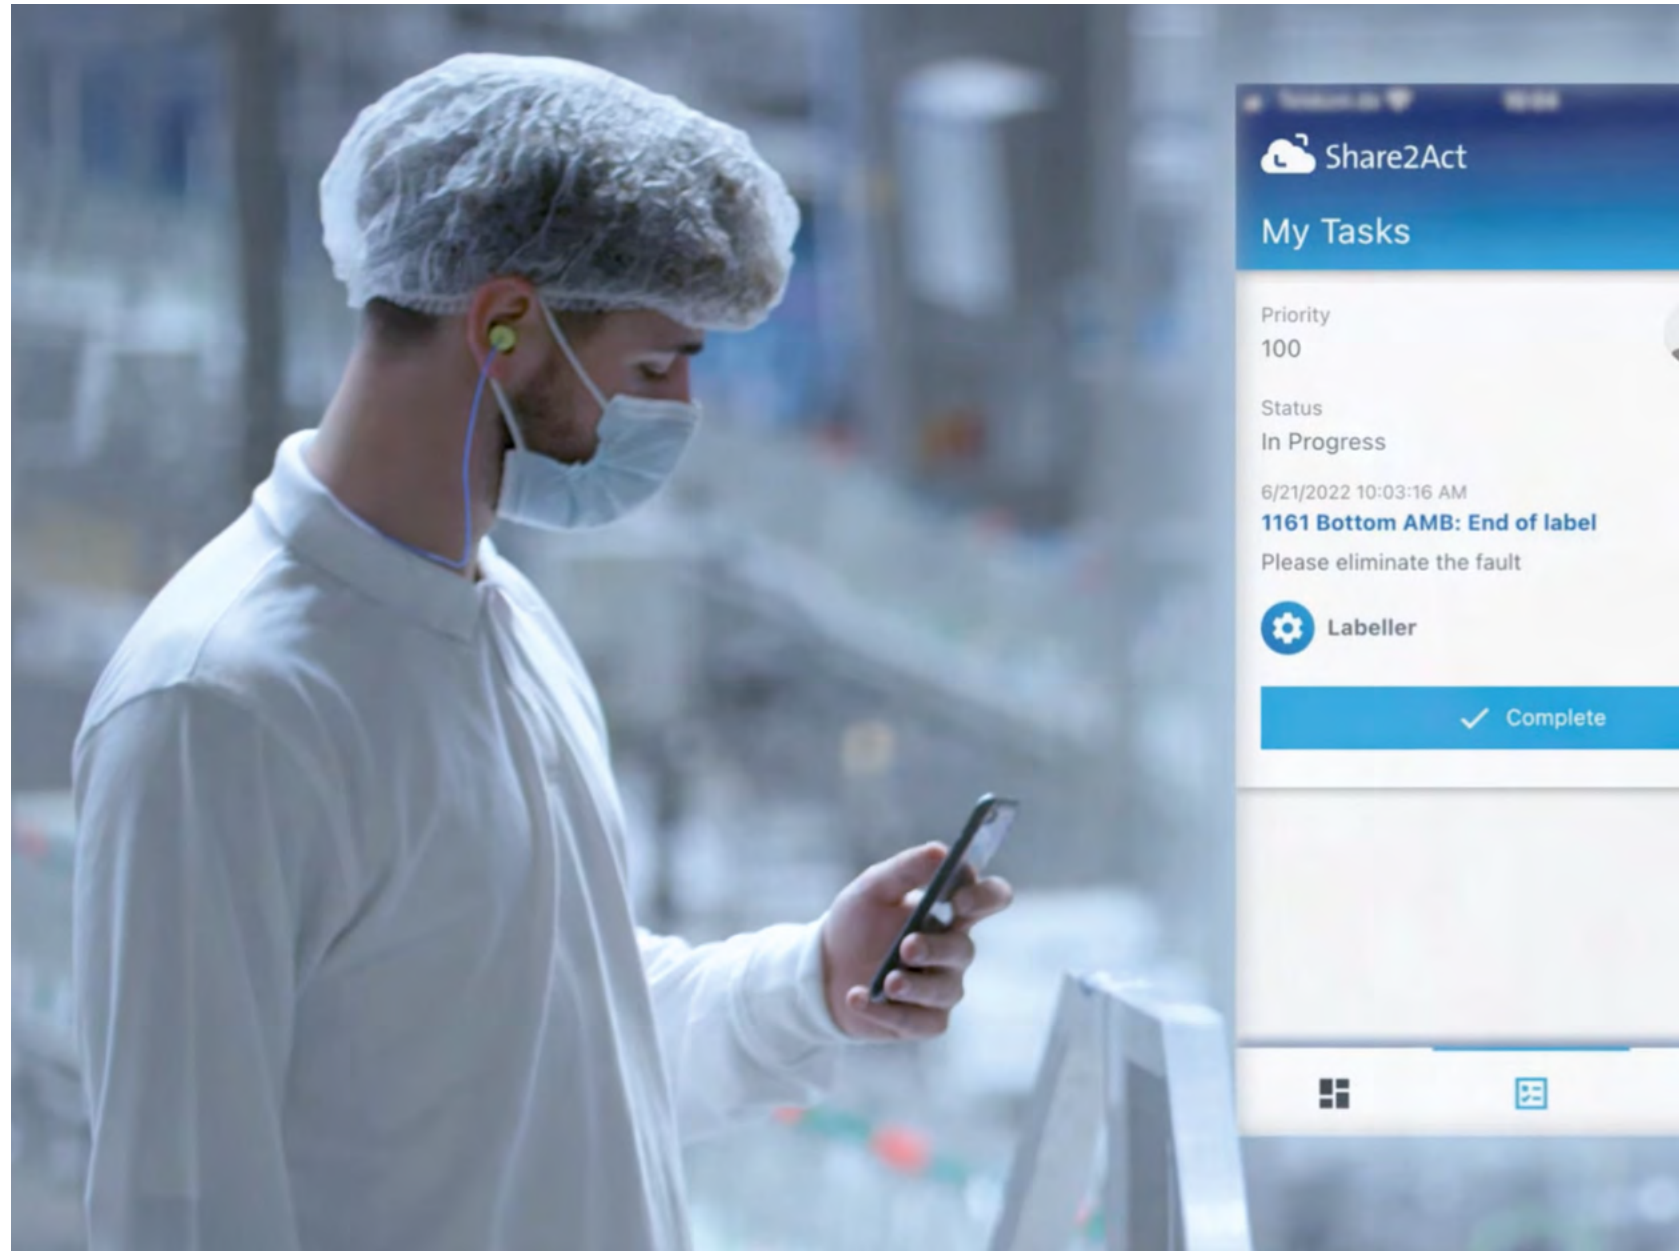 Share2Act
My Tasks
Priority
100
Status
In Progress
6/21/2022 10:03:16 AM
1161 Bottom AMB: End of label
Please eliminate the fault
Labeller
Complete